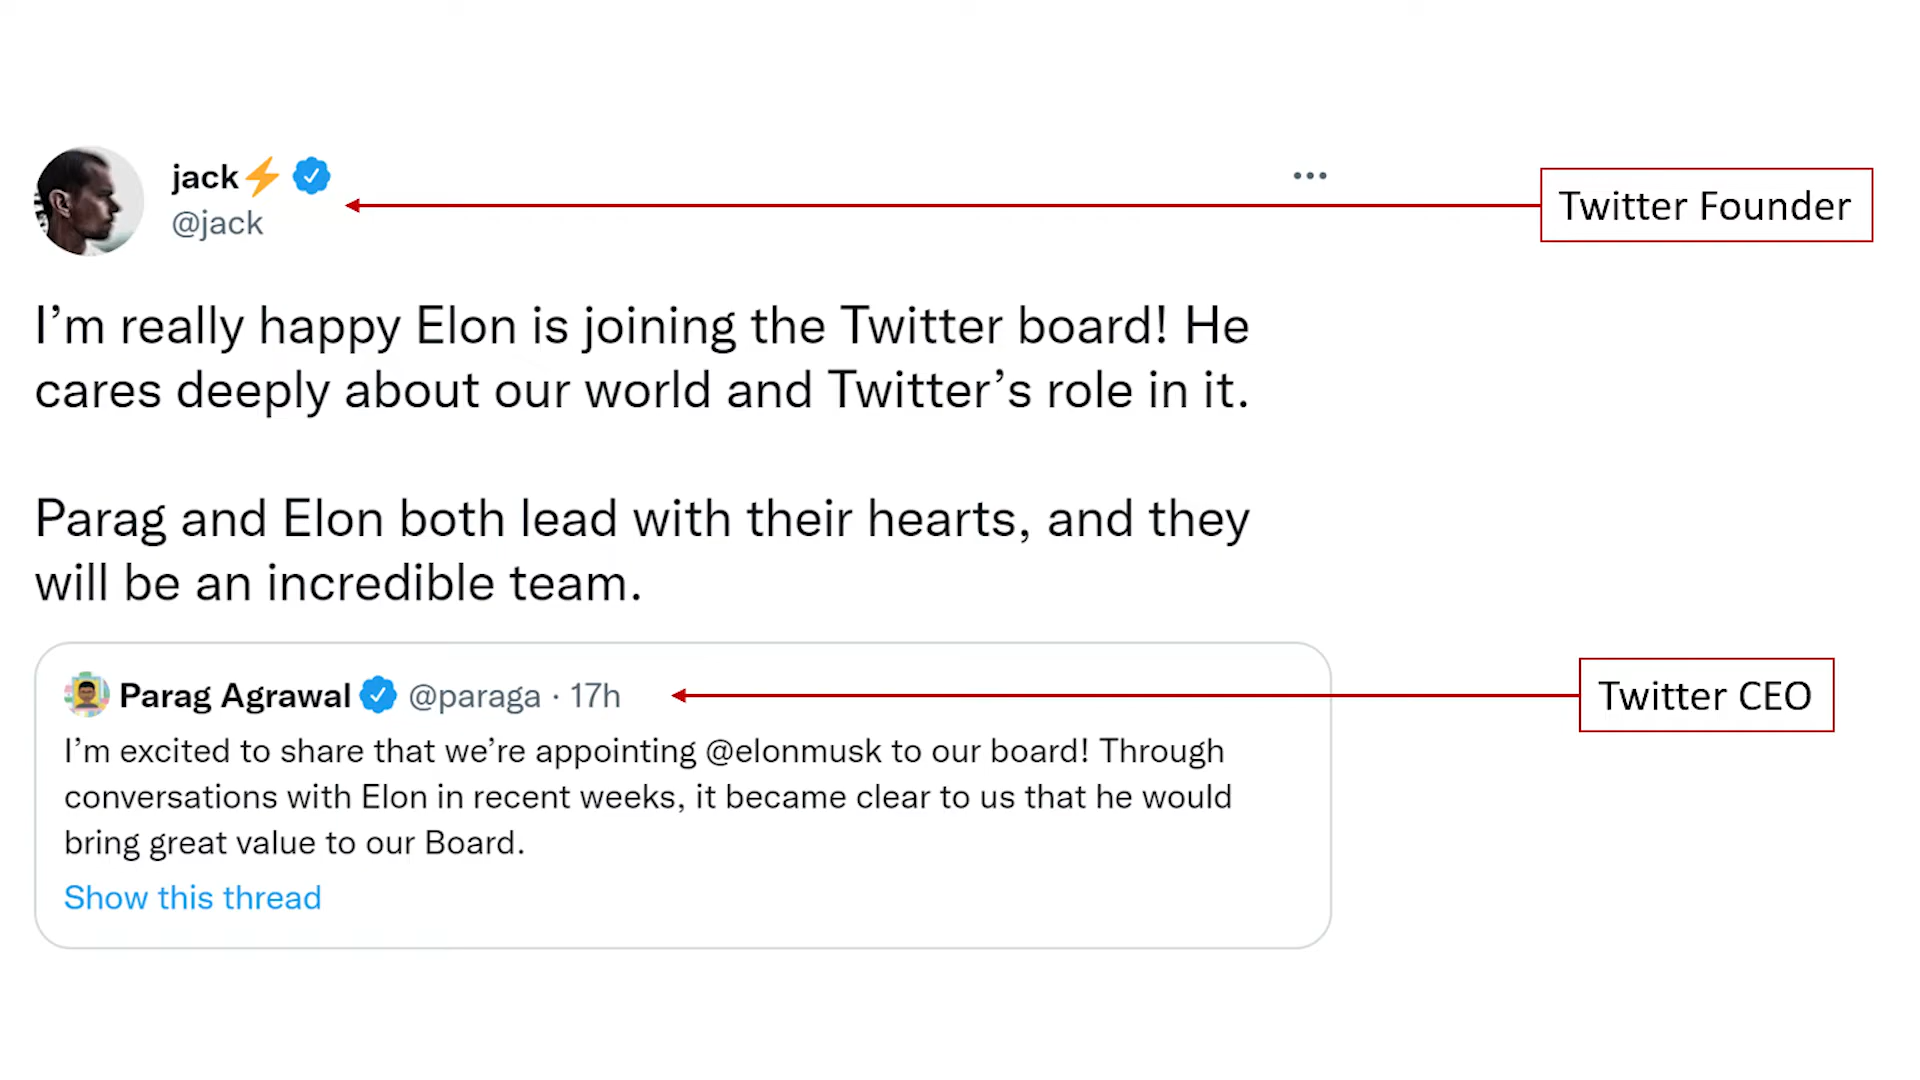 jack⚡
@jack
Twitter Founder
I’m really happy Elon is joining the Twitter board! He
cares deeply about our world and Twitter’s role in it.
Parag and Elon both lead with their hearts, and they
will be an incredible team.
Parag Agrawal @paraga · 17h
Twitter CEO
I’m excited to share that we’re appointing @elonmusk to our board! Through
conversations with Elon in recent weeks, it became clear to us that he would
bring great value to our Board.
Show this thread